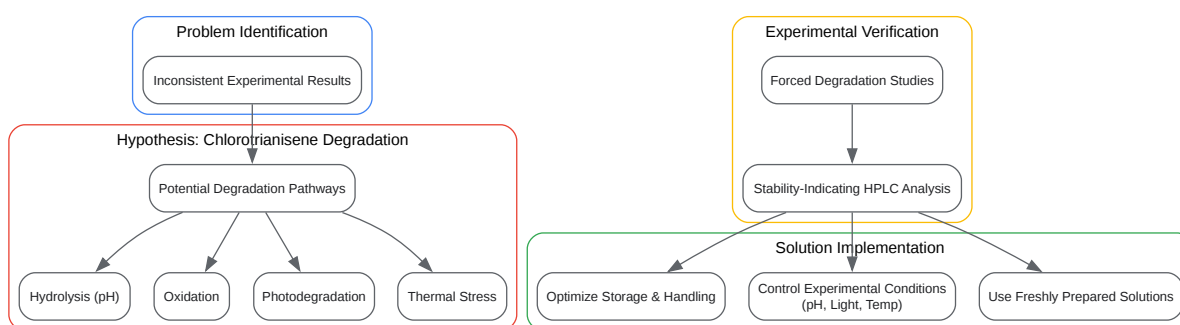 Problem Identification
Inconsistent Experimental Results
Hypothesis: Chlorotrianisene Degradation
Potential Degradation Pathways
Hydrolysis (pH)
Oxidation
Photodegradation
Thermal Stress
Experimental Verification
Forced Degradation Studies
Stability-Indicating HPLC Analysis
Solution Implementation
Optimize Storage & Handling
Control Experimental Conditions
(pH, Light, Temp)
Use Freshly Prepared Solutions